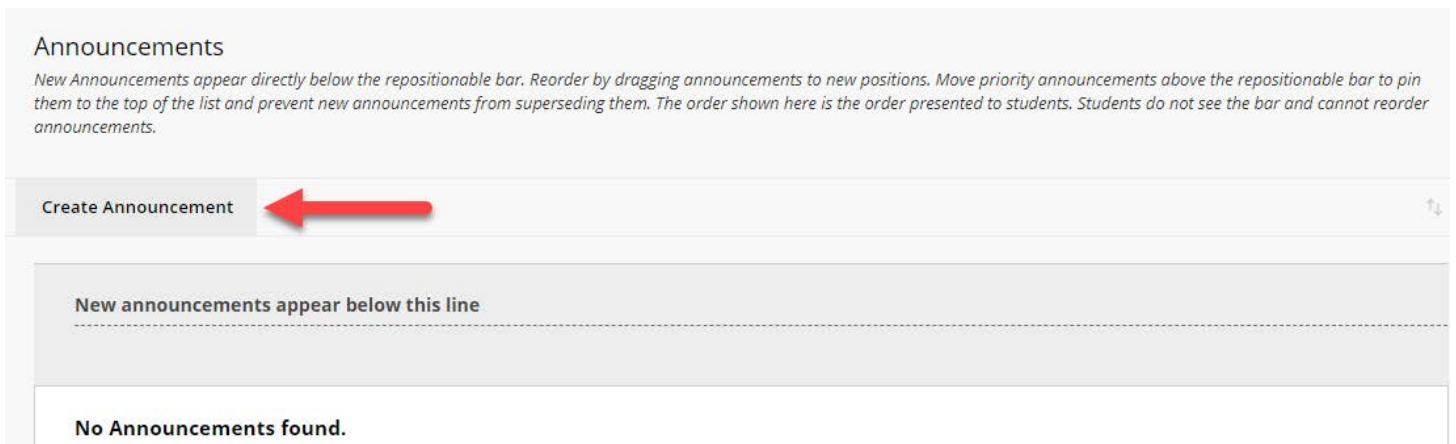 Announcements
New Announcements appear directly below the repositionable bar. Reorder by dragging announcements to new positions. Move priority announcements above the repositionable bar to pin
them to the top of the list and prevent new announcements from superseding them. The order shown here is the order presented to students. Students do not see the bar and cannot reorder
announcements.
Create Announcement
New announcements appear below this line
No Announcements found.